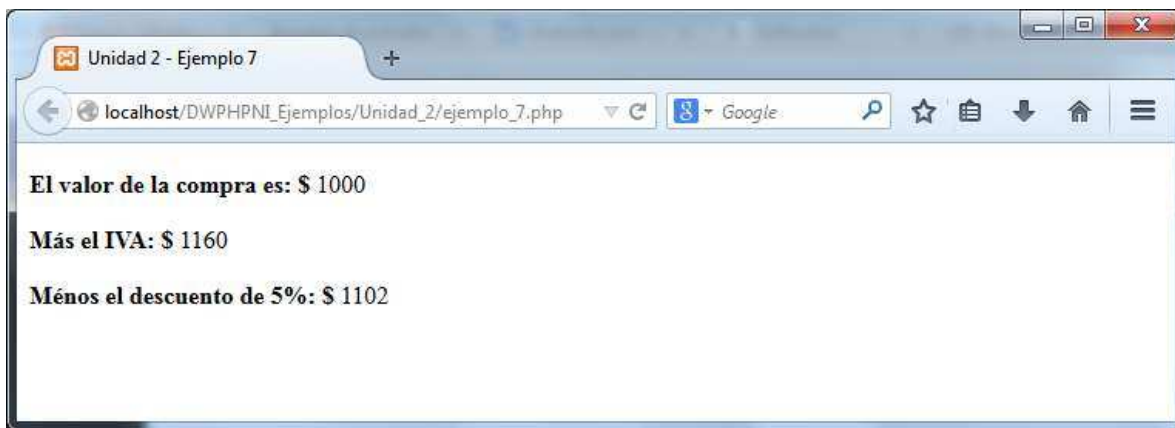 Unidad 2 - Ejemplo 7
localhost/DWPHPNI_Ejemplos/Unidad_2/ejemplo_7.php
8 Google
El valor de la compra es: $ 1000
Más el IVA: $ 1160
Ménos el descuento de 5%: $ 1102